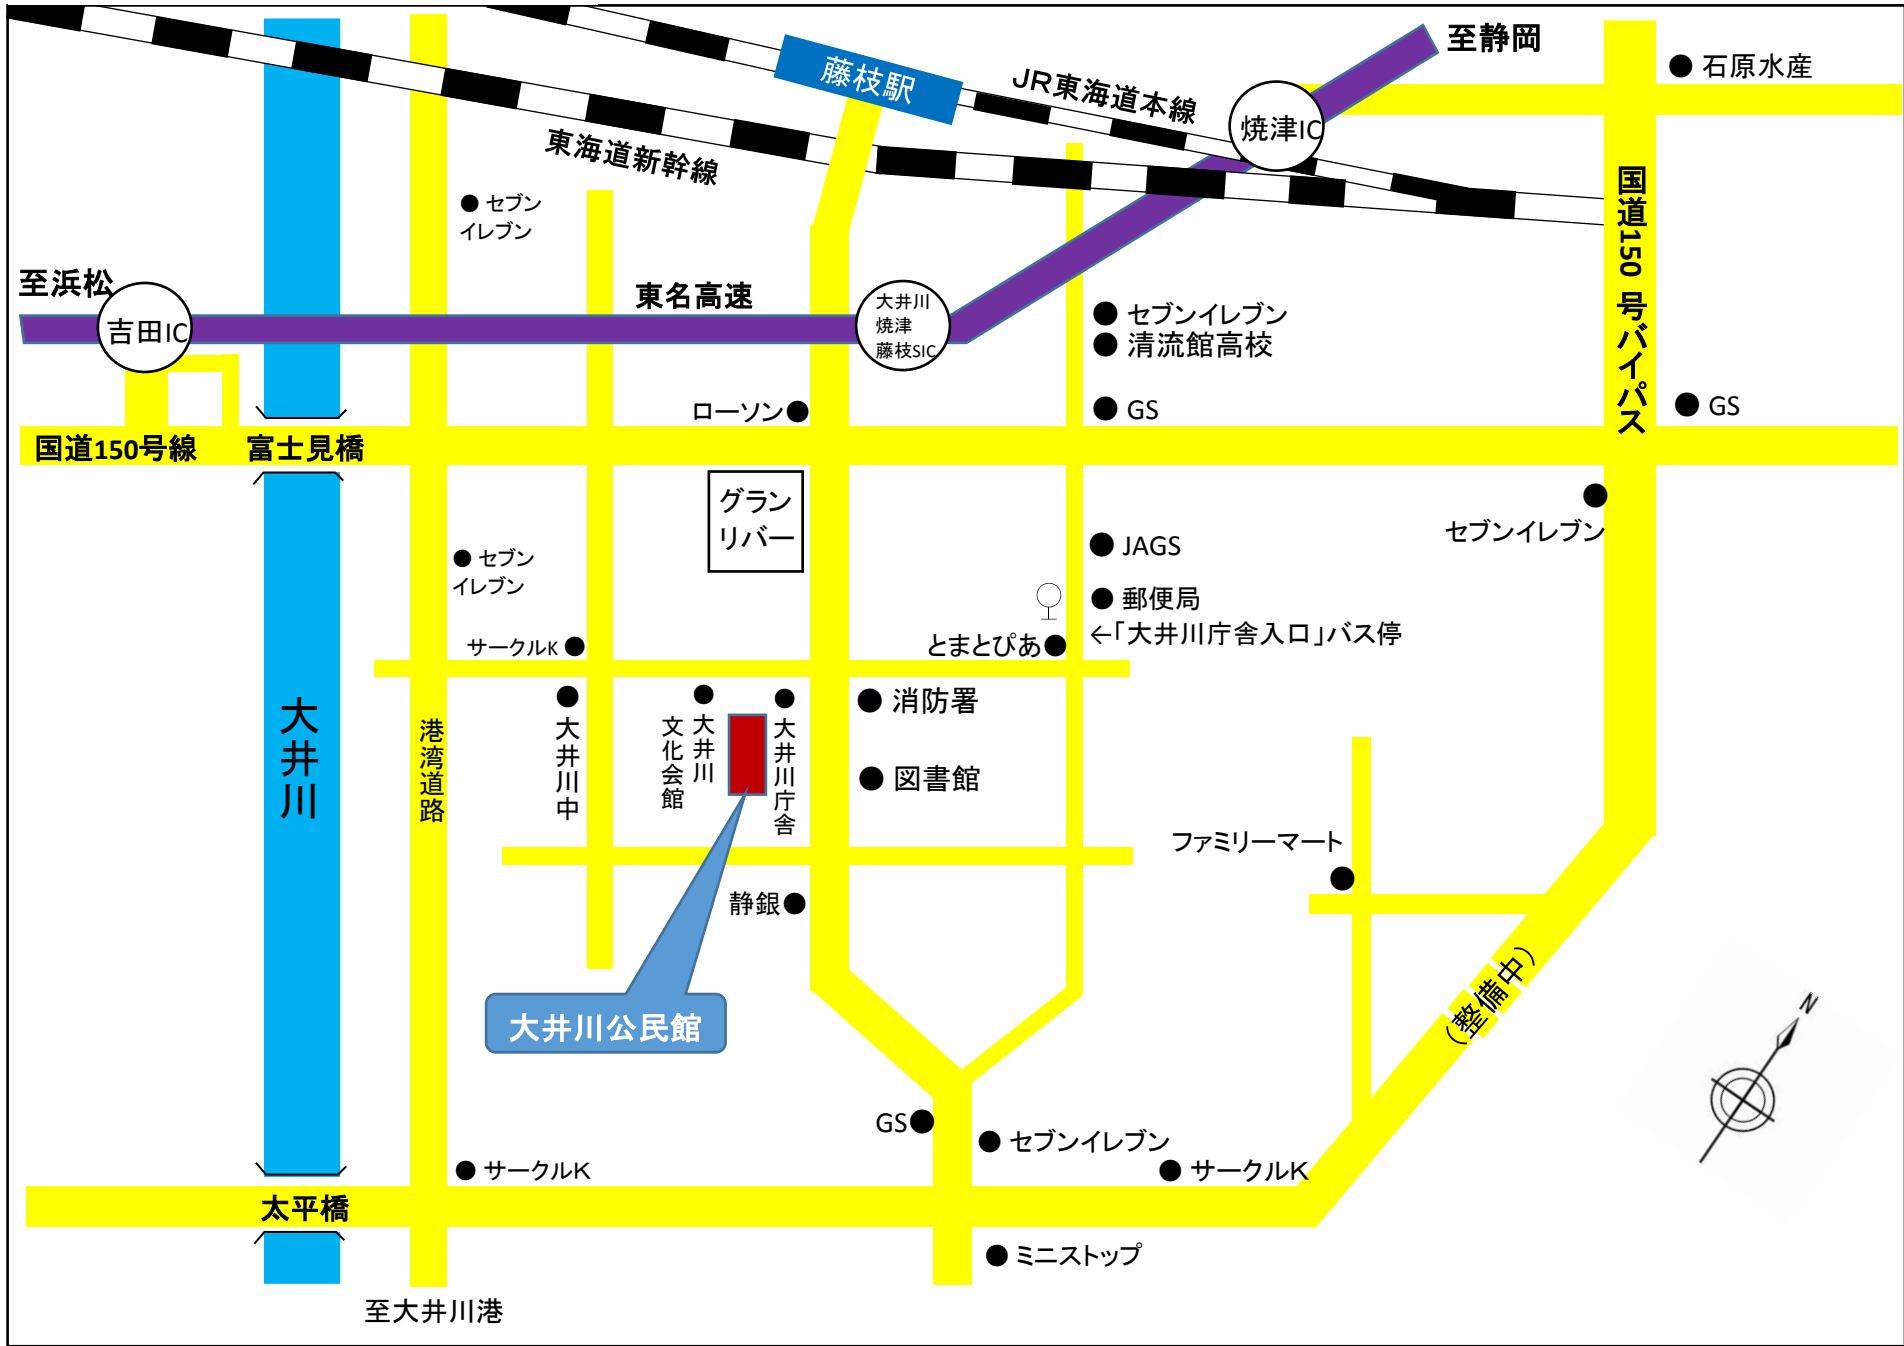 至静岡
石原水産
藤枝駅
JR東海道本線
焼津IC
東海道新幹線
国道150号バイパス
セブン
イレブン
至浜松
東名高速
吉田IC
大井川
焼津
藤枝SIC
セブンイレブン
清流館高校
ローソン
GS
GS
国道150号線
富士見橋
グラン
リバー
セブンイレブン
セブン
イレブン
JAGS
郵便局
←「大井川庁舎入口」バス停
サークルK
とまとぴあ
大井川
港湾道路
大井川中
大井川
文化会館
大井川庁舎
消防署
図書館
ファミリーマート
静銀
(整備中)
N
大井川公民館
GS
セブンイレブン
サークルK
サークルK
太平橋
ミニストップ
至大井川港